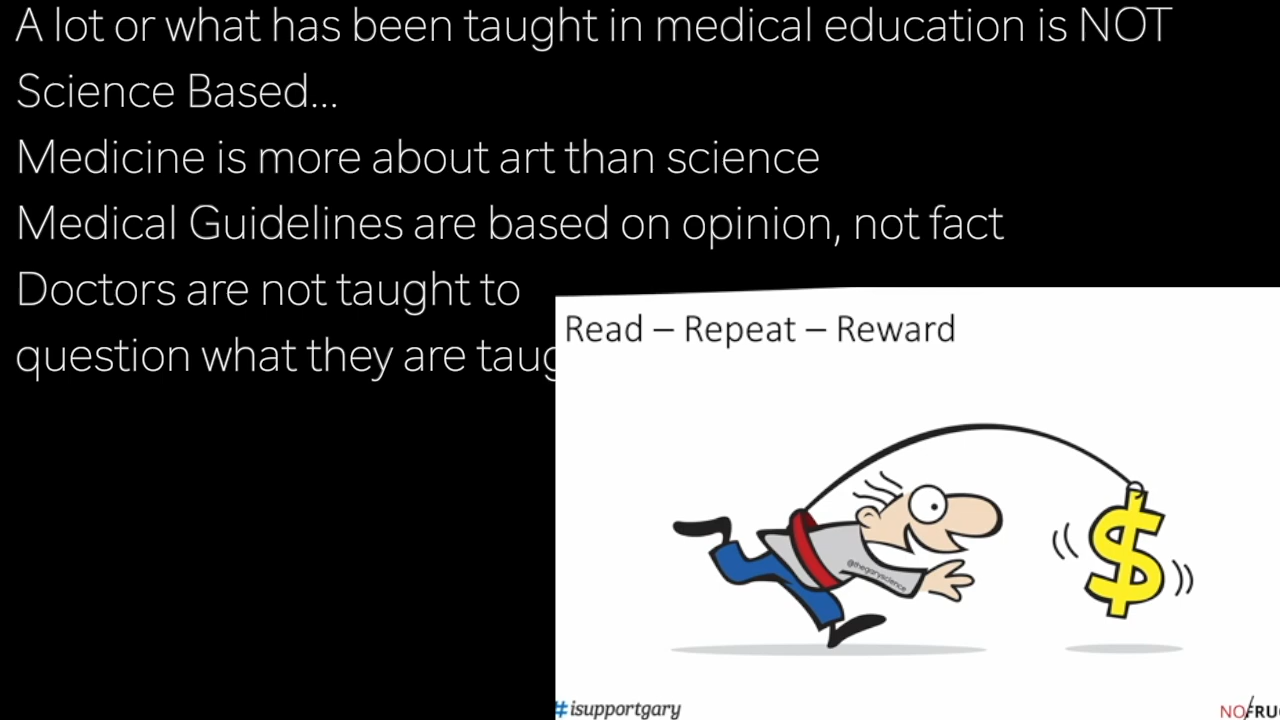 A lot or what has been taught in medical education is NOT
Science Based...
Medicine is more about art than science
Medical Guidelines are based on opinion, not fact
Doctors are not taught to
question what they are taug
Read – Repeat – Reward
@thegaryscience
#isupportgary
NOFRU